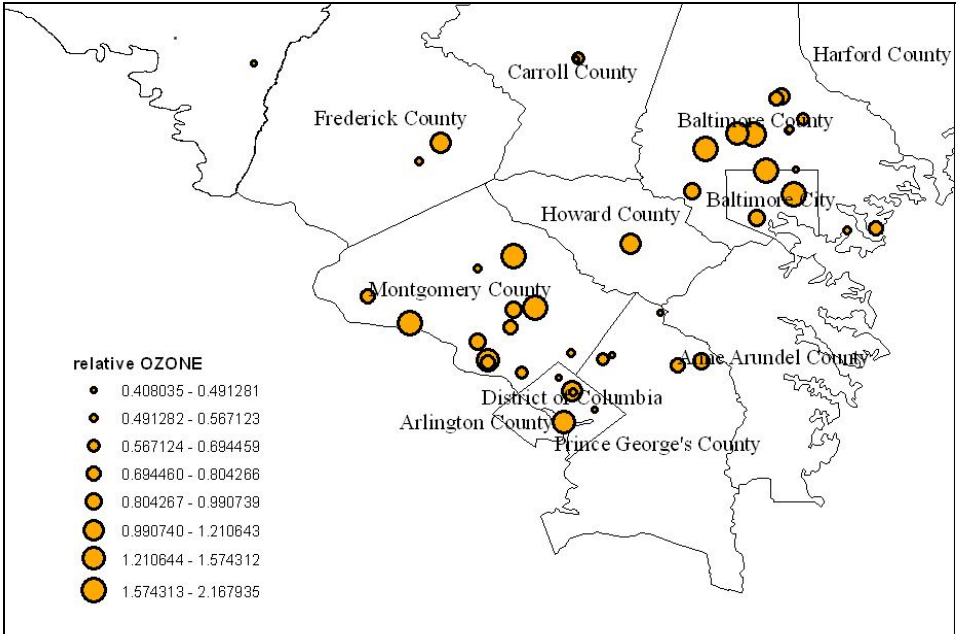 Harford County
Carroll County
Frederick County
Baltimore County
Baltimore City
Howard County
Montgomery County
Anne Arundel County
District of Columbia
Arlington County
Prince George's County
relative OZONE
0.408035 - 0.491281
0.491282 - 0.567123
0.567124 - 0.694459
0.694460 - 0.804266
0.804267 - 0.990739
0.990740 - 1.210643
1.210644 - 1.574312
1.574313 - 2.167935